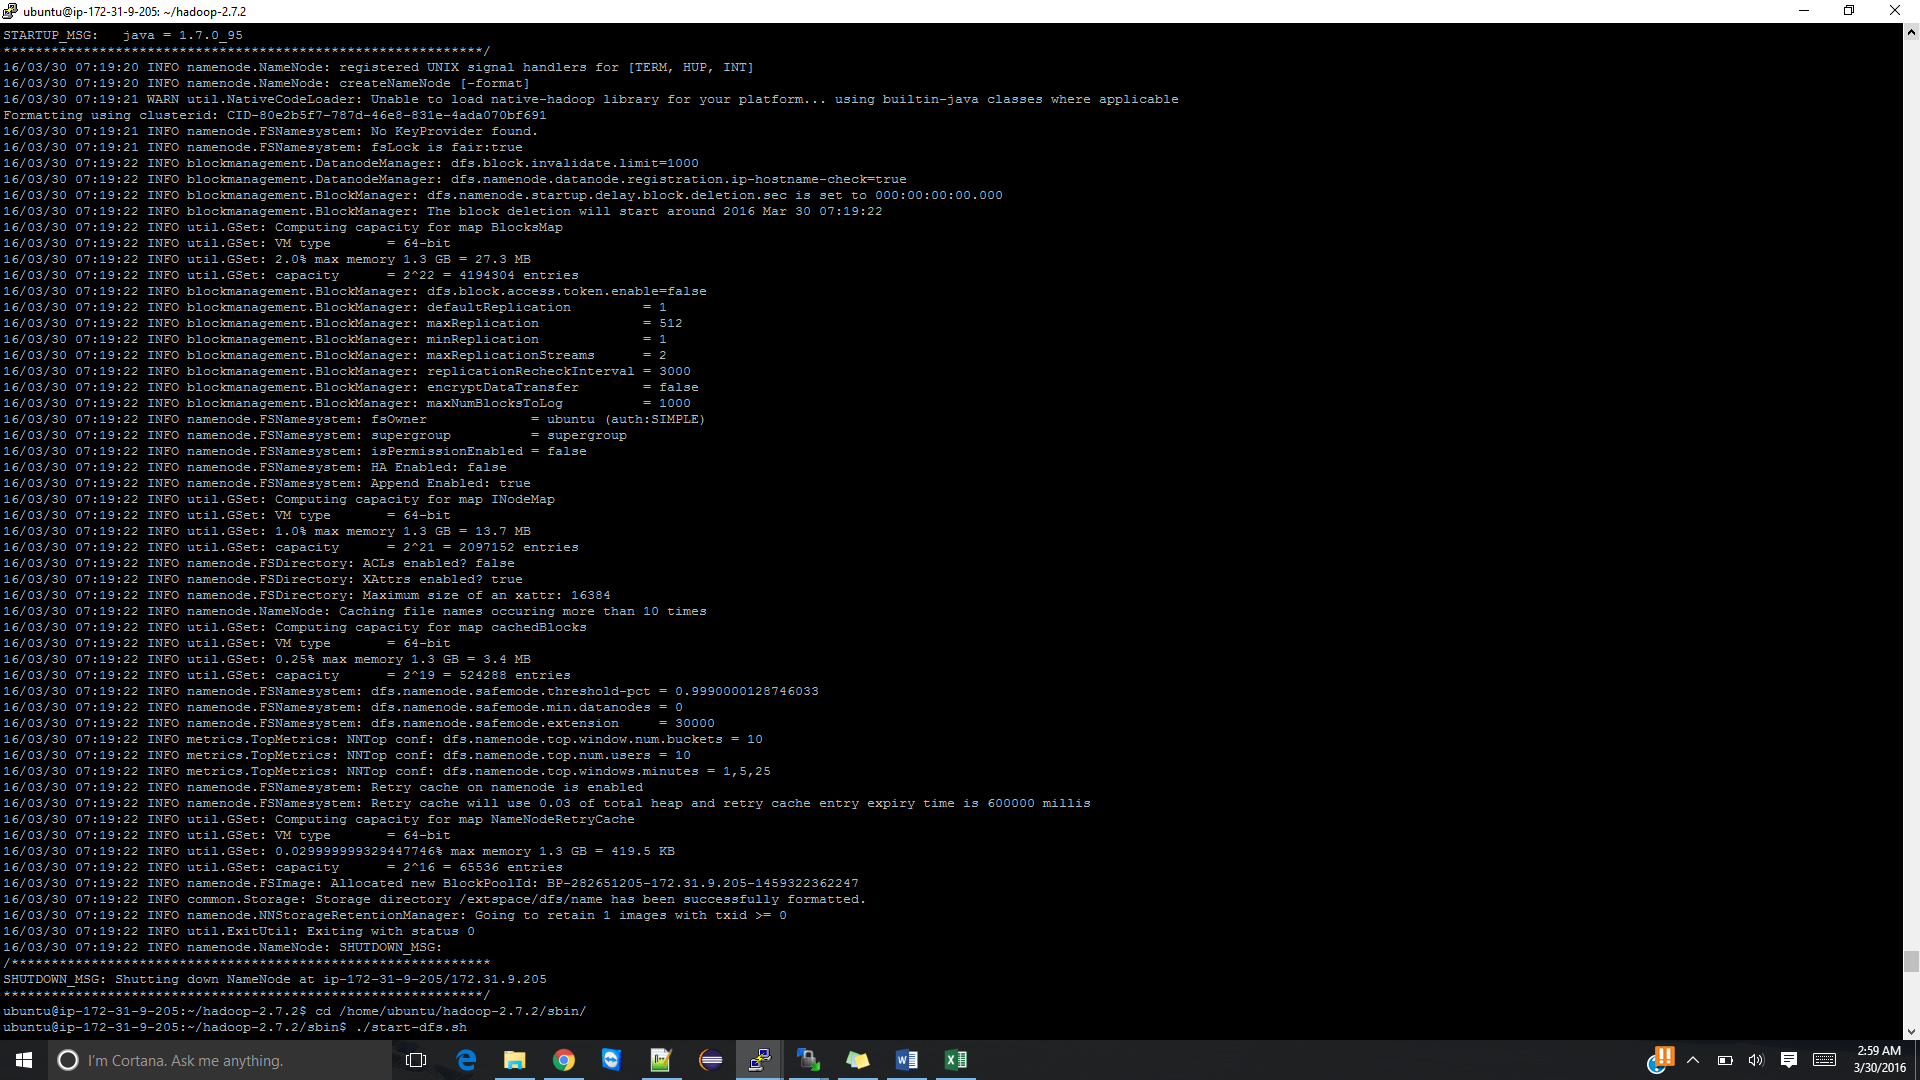 ubuntu@ip-172-31-9-205: ~/hadoop-2.7.2
STARTUP_MSG:   java = 1.7.0_95
************************************************************/
16/03/30 07:19:20 INFO namenode.NameNode: registered UNIX signal handlers for [TERM, HUP, INT]
16/03/30 07:19:20 INFO namenode.NameNode: createNameNode [-format]
16/03/30 07:19:21 WARN util.NativeCodeLoader: Unable to load native-hadoop library for your platform... using builtin-java classes where applicable
Formatting using clusterid: CID-80e2b5f7-787d-46e8-831e-4ada070bf691
16/03/30 07:19:21 INFO namenode.FSNamesystem: No KeyProvider found.
16/03/30 07:19:21 INFO namenode.FSNamesystem: fsLock is fair:true
16/03/30 07:19:22 INFO blockmanagement.DatanodeManager: dfs.block.invalidate.limit=1000
16/03/30 07:19:22 INFO blockmanagement.DatanodeManager: dfs.namenode.datanode.registration.ip-hostname-check=true
16/03/30 07:19:22 INFO blockmanagement.BlockManager: dfs.namenode.startup.delay.block.deletion.sec is set to 000:00:00:00.000
16/03/30 07:19:22 INFO blockmanagement.BlockManager: The block deletion will start around 2016 Mar 30 07:19:22
16/03/30 07:19:22 INFO util.GSet: Computing capacity for map BlocksMap
16/03/30 07:19:22 INFO util.GSet: VM type       = 64-bit
16/03/30 07:19:22 INFO util.GSet: 2.0% max memory 1.3 GB = 27.3 MB
16/03/30 07:19:22 INFO util.GSet: capacity      = 2^22 = 4194304 entries
16/03/30 07:19:22 INFO blockmanagement.BlockManager: dfs.block.access.token.enable=false
16/03/30 07:19:22 INFO blockmanagement.BlockManager: defaultReplication         = 1
16/03/30 07:19:22 INFO blockmanagement.BlockManager: maxReplication             = 512
16/03/30 07:19:22 INFO blockmanagement.BlockManager: minReplication             = 1
16/03/30 07:19:22 INFO blockmanagement.BlockManager: maxReplicationStreams      = 2
16/03/30 07:19:22 INFO blockmanagement.BlockManager: replicationRecheckInterval = 3000
16/03/30 07:19:22 INFO blockmanagement.BlockManager: encryptDataTransfer        = false
16/03/30 07:19:22 INFO blockmanagement.BlockManager: maxNumBlocksToLog          = 1000
16/03/30 07:19:22 INFO namenode.FSNamesystem: fsOwner             = ubuntu (auth:SIMPLE)
16/03/30 07:19:22 INFO namenode.FSNamesystem: supergroup          = supergroup
16/03/30 07:19:22 INFO namenode.FSNamesystem: isPermissionEnabled = false
16/03/30 07:19:22 INFO namenode.FSNamesystem: HA Enabled: false
16/03/30 07:19:22 INFO namenode.FSNamesystem: Append Enabled: true
16/03/30 07:19:22 INFO util.GSet: Computing capacity for map INodeMap
16/03/30 07:19:22 INFO util.GSet: VM type       = 64-bit
16/03/30 07:19:22 INFO util.GSet: 1.0% max memory 1.3 GB = 13.7 MB
16/03/30 07:19:22 INFO util.GSet: capacity      = 2^21 = 2097152 entries
16/03/30 07:19:22 INFO namenode.FSDirectory: ACLs enabled? false
16/03/30 07:19:22 INFO namenode.FSDirectory: XAttrs enabled? true
16/03/30 07:19:22 INFO namenode.FSDirectory: Maximum size of an xattr: 16384
16/03/30 07:19:22 INFO namenode.NameNode: Caching file names occuring more than 10 times
16/03/30 07:19:22 INFO util.GSet: Computing capacity for map cachedBlocks
16/03/30 07:19:22 INFO util.GSet: VM type       = 64-bit
16/03/30 07:19:22 INFO util.GSet: 0.25% max memory 1.3 GB = 3.4 MB
16/03/30 07:19:22 INFO util.GSet: capacity      = 2^19 = 524288 entries
16/03/30 07:19:22 INFO namenode.FSNamesystem: dfs.namenode.safemode.threshold-pct = 0.9990000128746033
16/03/30 07:19:22 INFO namenode.FSNamesystem: dfs.namenode.safemode.min.datanodes = 0
16/03/30 07:19:22 INFO namenode.FSNamesystem: dfs.namenode.safemode.extension     = 30000
16/03/30 07:19:22 INFO metrics.TopMetrics: NNTop conf: dfs.namenode.top.window.num.buckets = 10
16/03/30 07:19:22 INFO metrics.TopMetrics: NNTop conf: dfs.namenode.top.num.users = 10
16/03/30 07:19:22 INFO metrics.TopMetrics: NNTop conf: dfs.namenode.top.windows.minutes = 1,5,25
16/03/30 07:19:22 INFO namenode.FSNamesystem: Retry cache on namenode is enabled
16/03/30 07:19:22 INFO namenode.FSNamesystem: Retry cache will use 0.03 of total heap and retry cache entry expiry time is 600000 millis
16/03/30 07:19:22 INFO util.GSet: Computing capacity for map NameNodeRetryCache
16/03/30 07:19:22 INFO util.GSet: VM type       = 64-bit
16/03/30 07:19:22 INFO util.GSet: 0.029999999329447746% max memory 1.3 GB = 419.5 KB
16/03/30 07:19:22 INFO util.GSet: capacity      = 2^16 = 65536 entries
16/03/30 07:19:22 INFO namenode.FSImage: Allocated new BlockPoolId: BP-282651205-172.31.9.205-1459322362247
16/03/30 07:19:22 INFO common.Storage: Storage directory /extspace/dfs/name has been successfully formatted.
16/03/30 07:19:22 INFO namenode.NNStorageRetentionManager: Going to retain 1 images with txid >= 0
16/03/30 07:19:22 INFO util.ExitUtil: Exiting with status 0
16/03/30 07:19:22 INFO namenode.NameNode: SHUTDOWN_MSG:
/************************************************************
SHUTDOWN_MSG: Shutting down NameNode at ip-172-31-9-205/172.31.9.205
************************************************************/
ubuntu@ip-172-31-9-205:~/hadoop-2.7.2$ cd /home/ubuntu/hadoop-2.7.2/sbin/
ubuntu@ip-172-31-9-205:~/hadoop-2.7.2/sbin$ ./start-dfs.sh
I'm Cortana. Ask me anything.
2:59 AM
3/30/2016